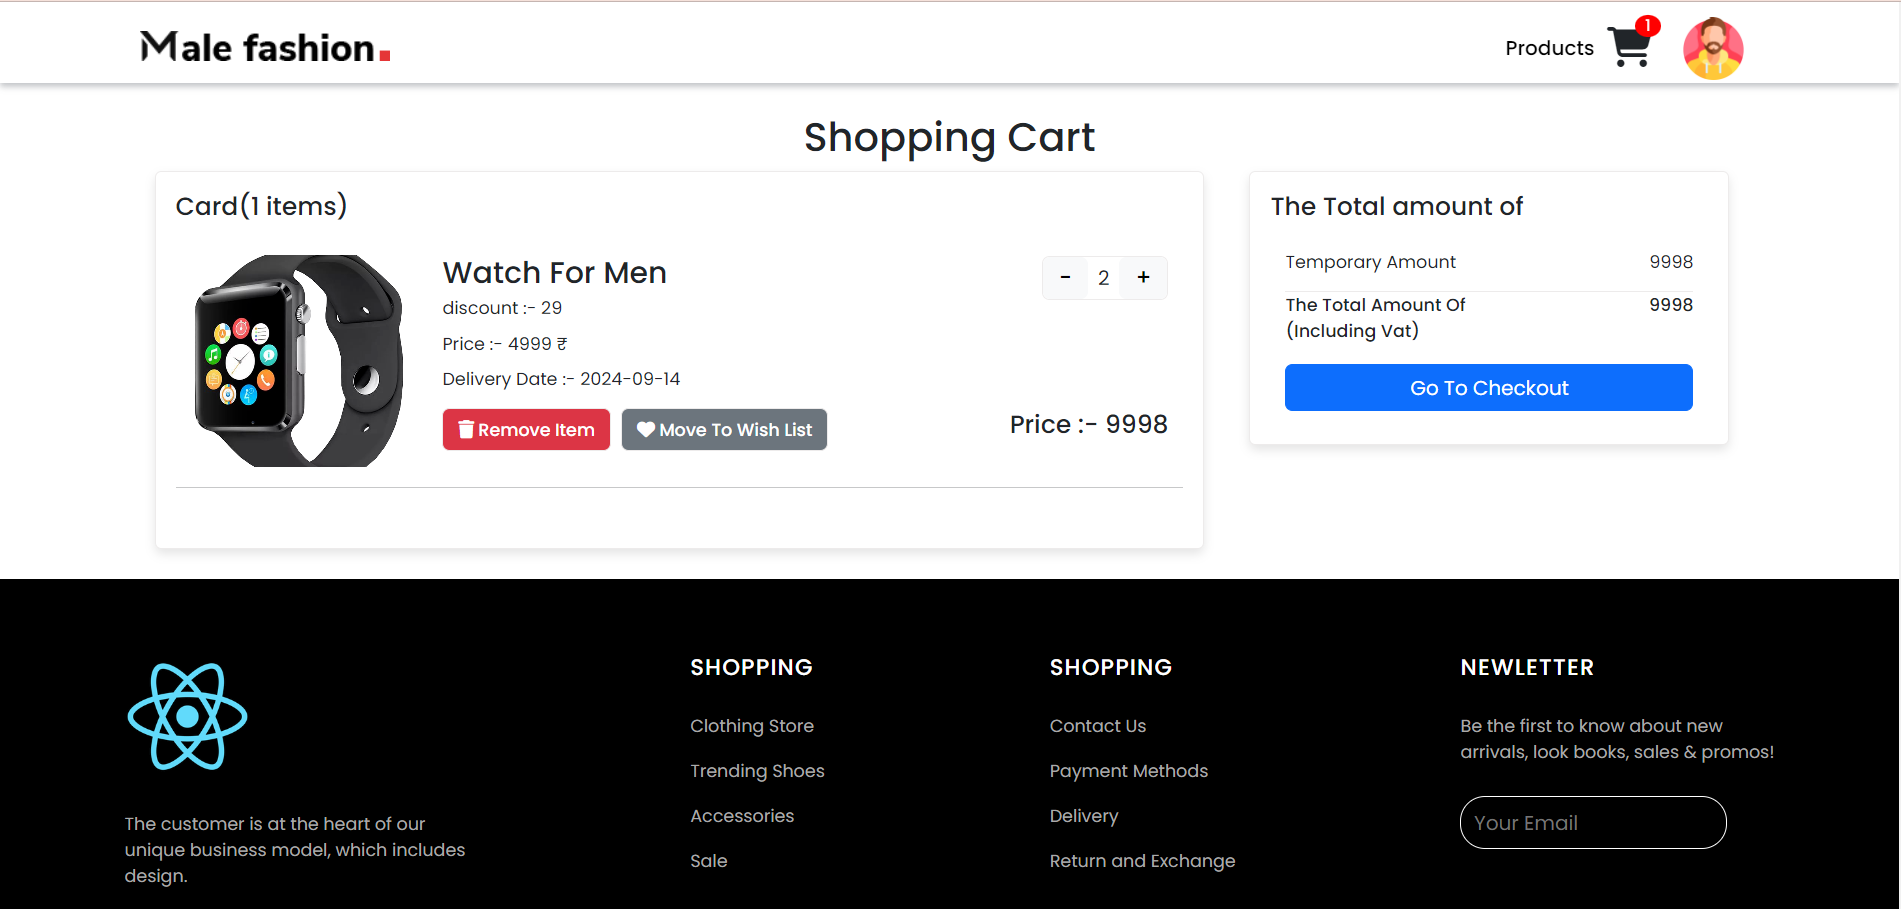 Male fashion.
Products
1
Shopping Cart
Card(1 items)
Watch For Men
discount :- 29
Price :- 4999 ₹
Delivery Date :- 2024-09-14
Remove Item
Move To Wish List
- 2 +
Price :- 9998
The Total amount of
Temporary Amount 9998
The Total Amount Of 9998
(Including Vat)
Go To Checkout
The customer is at the heart of our
unique business model, which includes
design.
SHOPPING
Clothing Store
Trending Shoes
Accessories
Sale
SHOPPING
Contact Us
Payment Methods
Delivery
Return and Exchange
NEWLETTER
Be the first to know about new
arrivals, look books, sales & promos!
Your Email